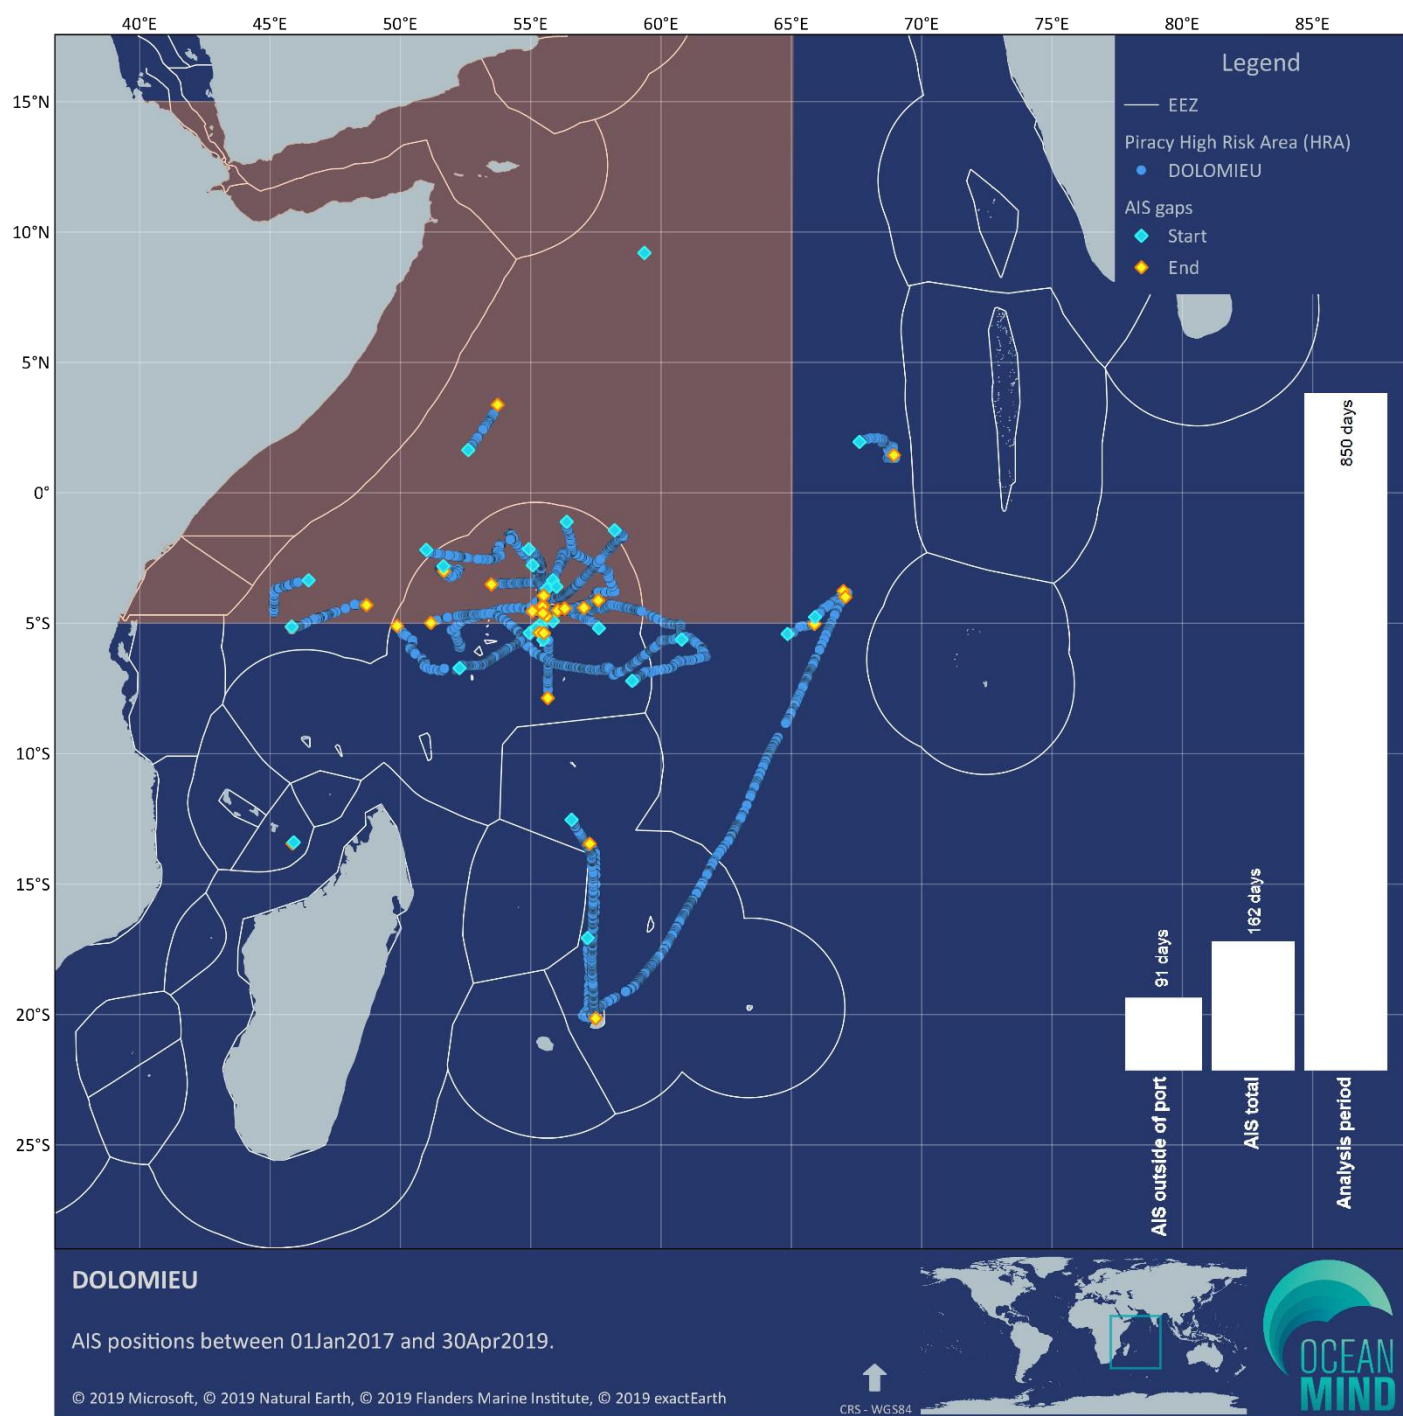 40°E 45°E 50°E 55°E 60°E 65°E 70°E 75°E 80°E 85°E
Legend
EEZ
Piracy High Risk Area (HRA)
DOLOMIEU
AIS gaps
Start
End
15°N
10°N
5°N
0°
5°S
10°S
15°S
20°S
25°S
91 days
162 days
850 days
AIS outside of port
AIS total
Analysis period
DOLOMIEU
AIS positions between 01Jan2017 and 30Apr2019.
© 2019 Microsoft, © 2019 Natural Earth, © 2019 Flanders Marine Institute, © 2019 exactEarth
CRS - WGS84
OCEAN
MIND